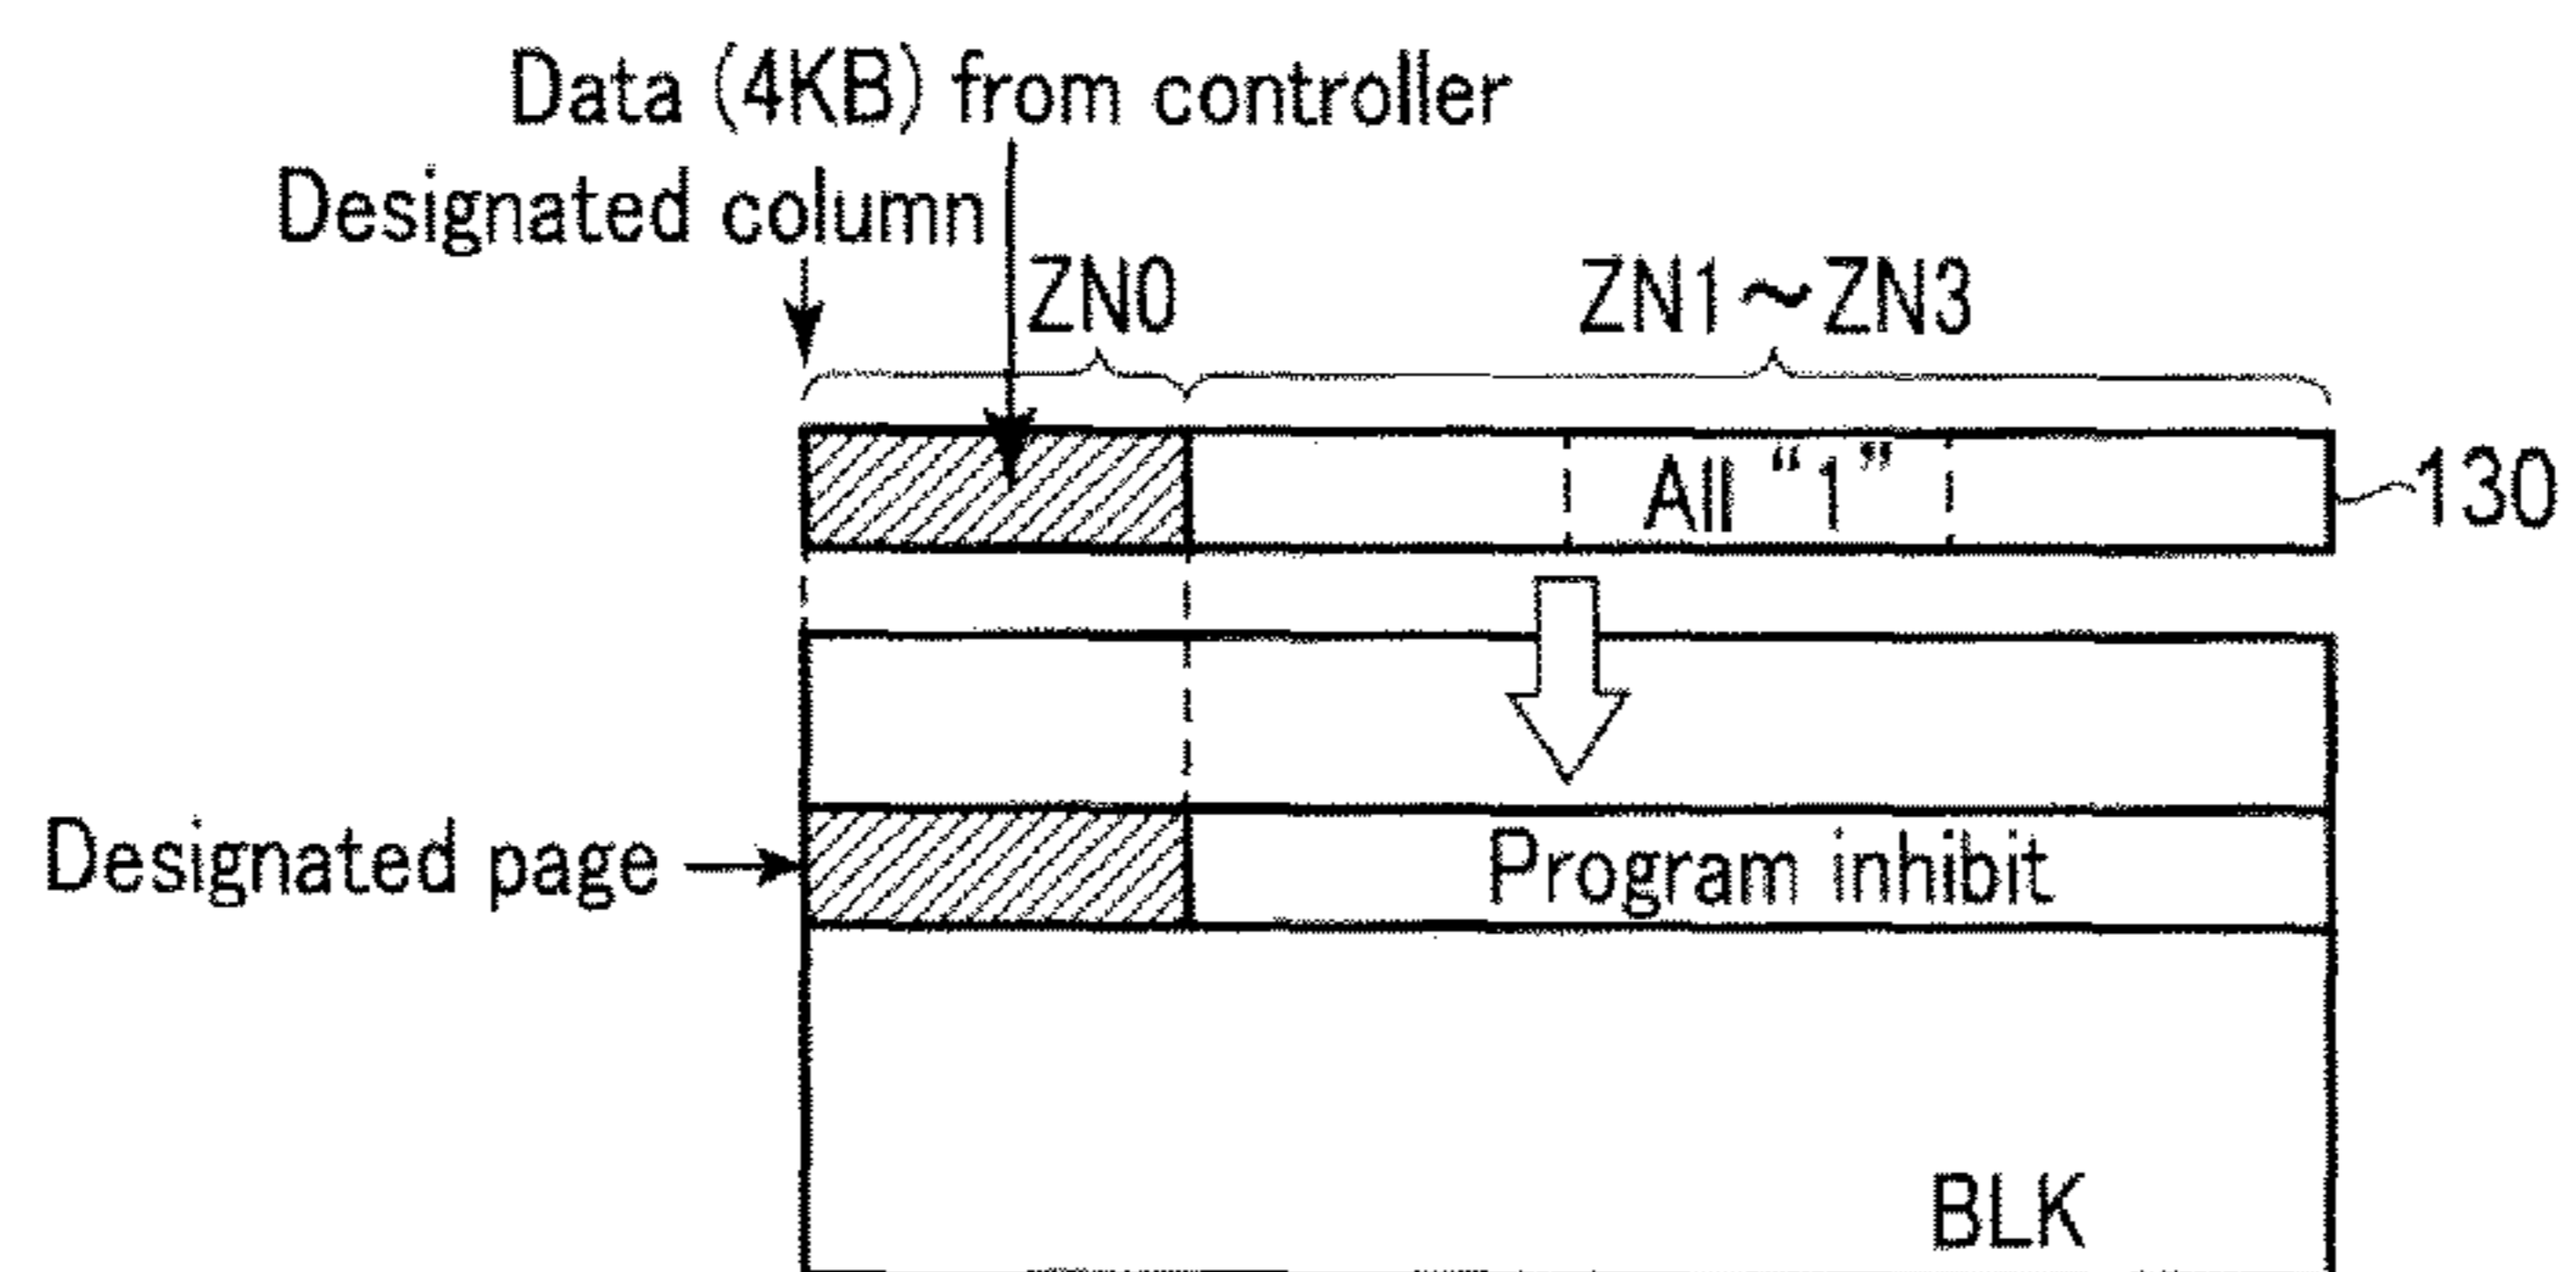 Data (4KB) from controller
Designated column
ZN0
ZN1~ZN3
All “1”
130
Designated page
Program inhibit
BLK